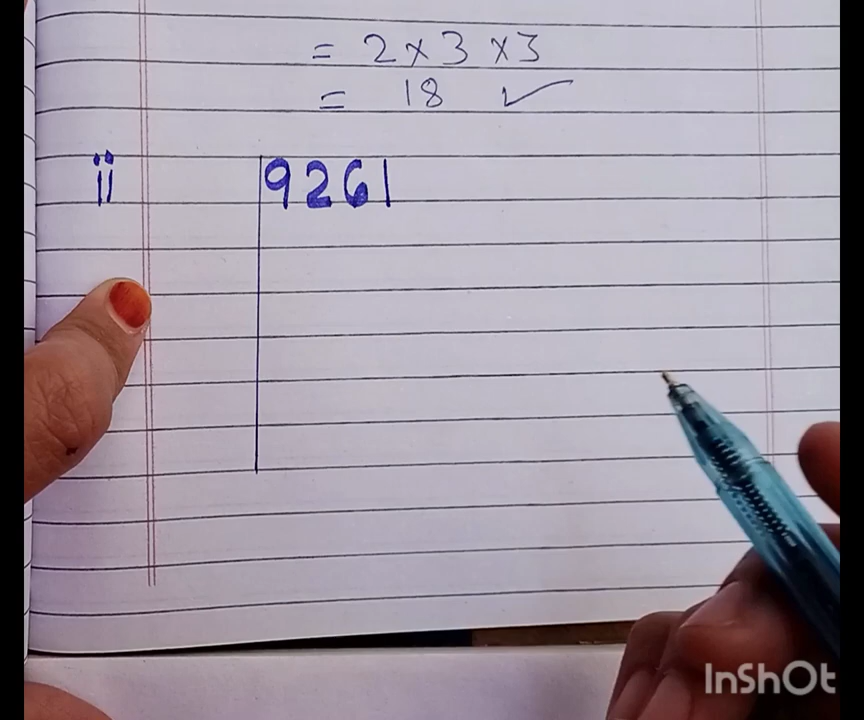 = 2 × 3 × 3
= 18 ✓
ii 9261
InShOt